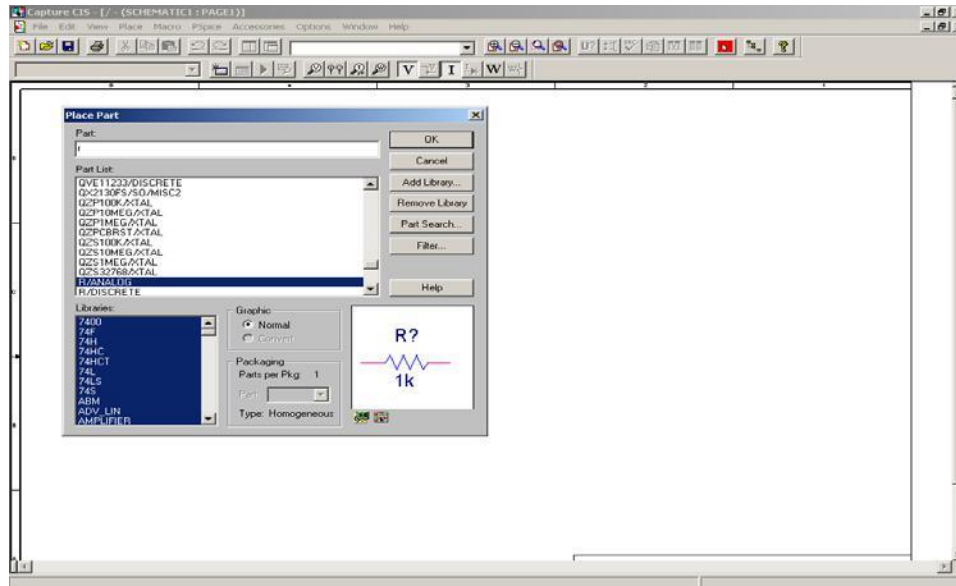 Capture CIS - [/ - (SCHEMATIC1 : PAGE1)]
File Edit View Place Macro PSpice Accessories Options Window Help
U?
V I W
Place Part
Part:
r
Part List:
QVE11233/DISCRETE
QX2130FS/SO/MISC2
QZP100K/XTAL
QZP10MEG/XTAL
QZP1MEG/XTAL
QZPCBRST/XTAL
QZS100K/XTAL
QZS10MEG/XTAL
QZS1MEG/XTAL
QZS32768/XTAL
R/ANALOG
R/DISCRETE
OK
Cancel
Add Library...
Remove Library
Part Search...
Filter...
Help
Libraries:
7400
74F
74H
74HC
74HCT
74L
74LS
74S
ABM
ADV_LIN
AMPLIFIER
Graphic
Normal
Convert
Packaging
Parts per Pkg: 1
Part:
Type: Homogeneous
R?
1k